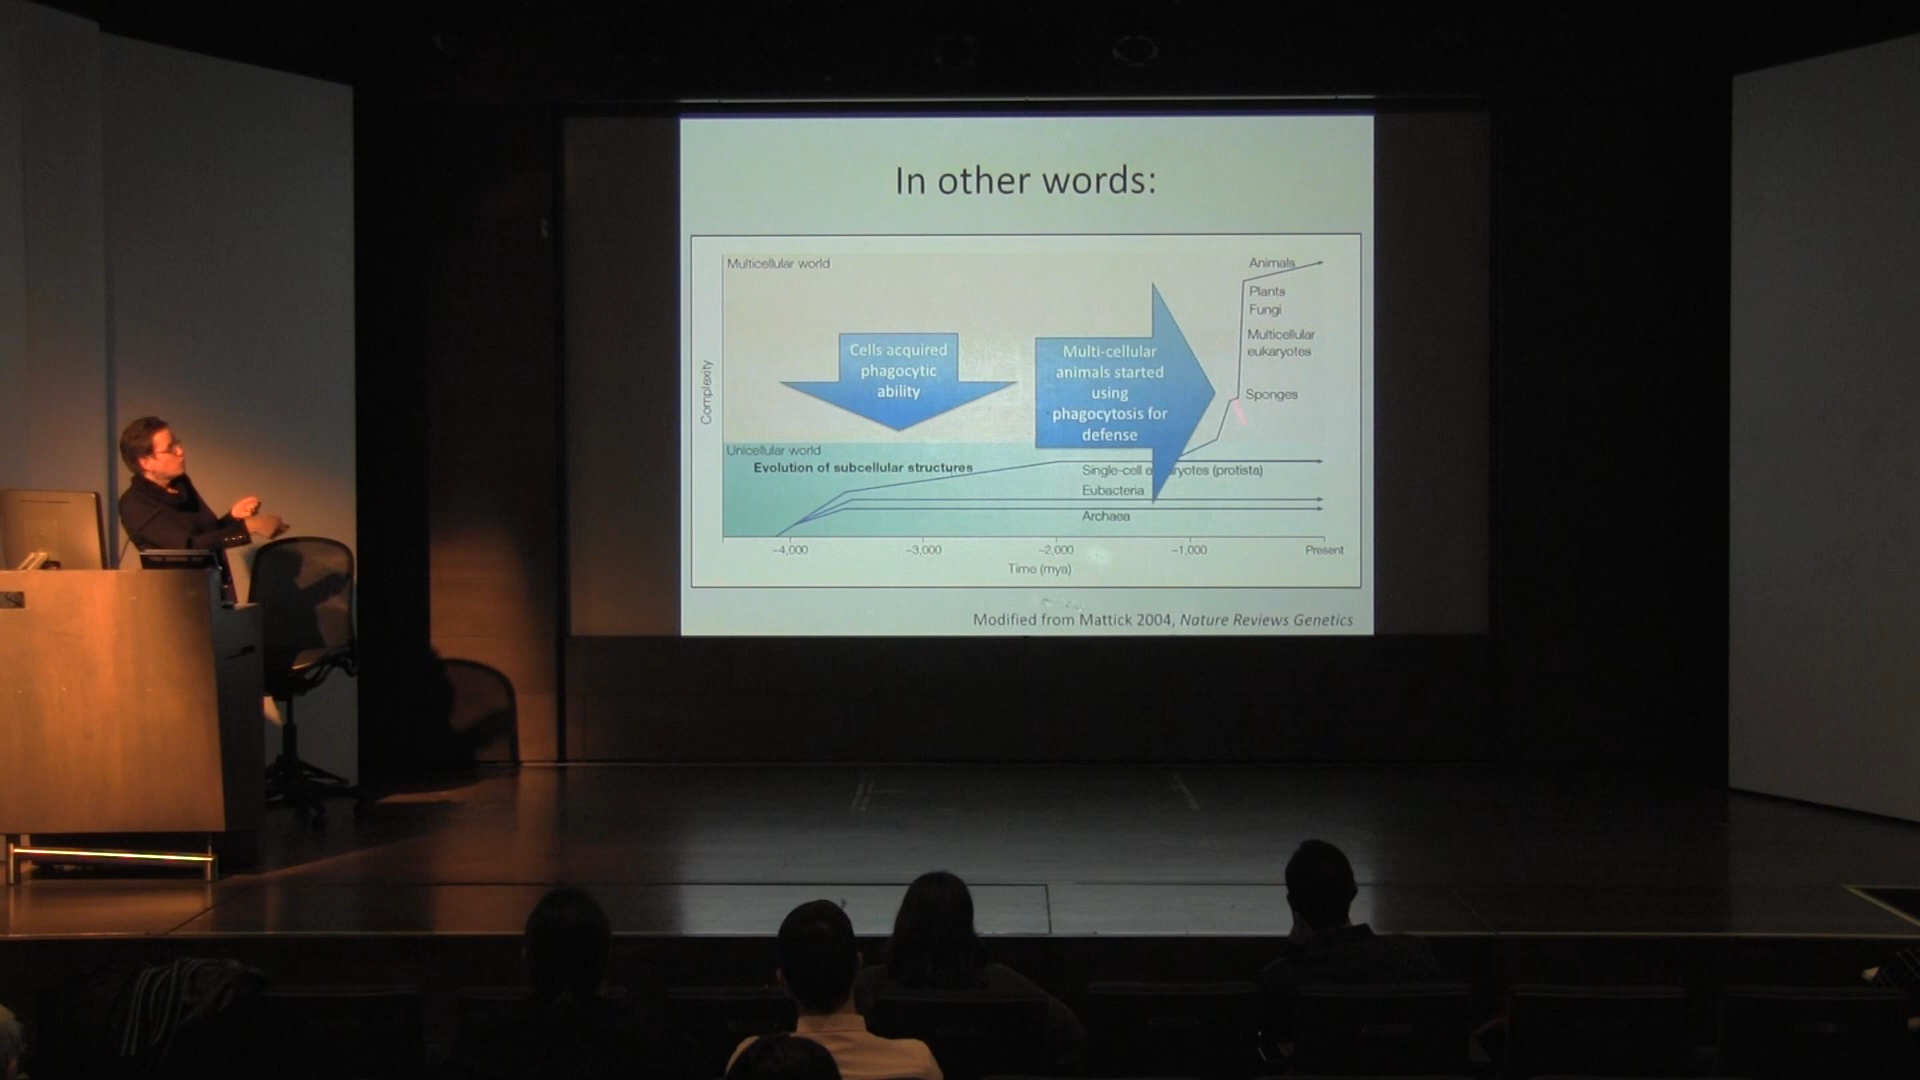 In other words:
Multicellular world
Animals
Plants
Fungi
Multicellular
eukaryotes
Sponges
Cells acquired
phagocytic
ability
Multi-cellular
animals started
using
phagocytosis for
defense
Complexity
Unicellular world
Evolution of subcellular structures
Single-cell e ryotes (protista)
Eubacteria
Archaea
–4,000
–3,000
–2,000
–1,000
Present
Time (mya)
Modified from Mattick 2004, Nature Reviews Genetics